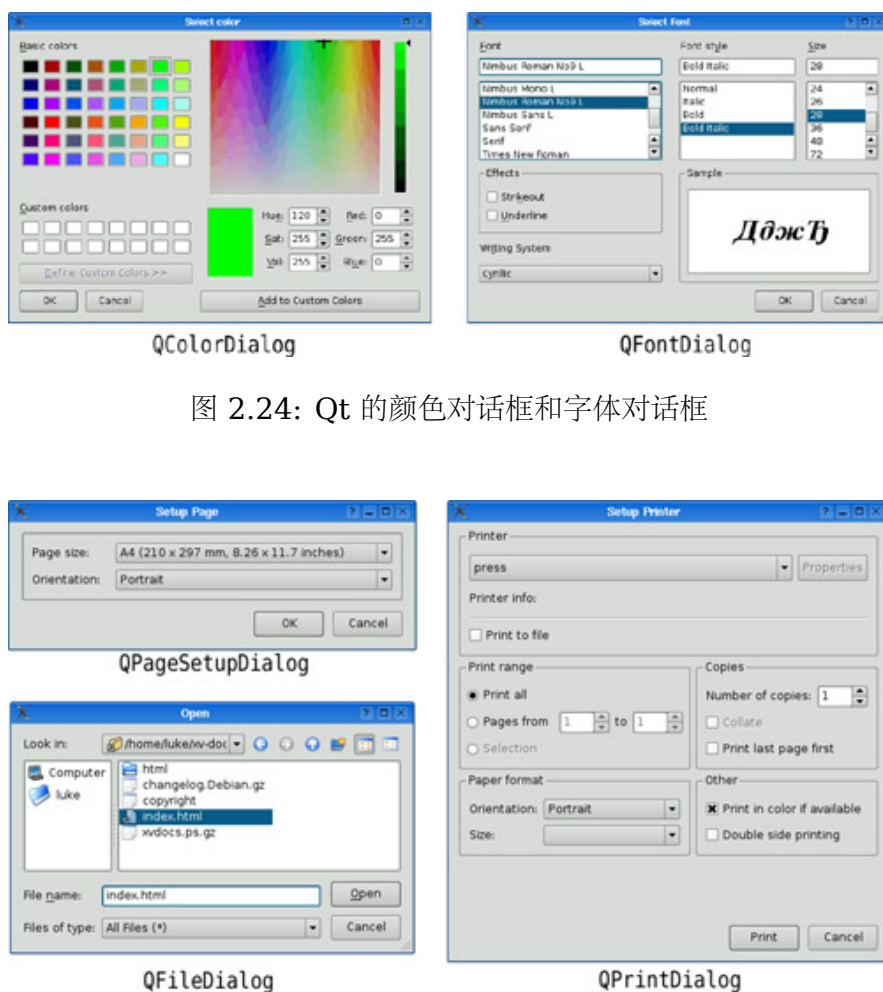 Select color
Basic colors
Custom colors
Hue: 120 Red: 0
Sat: 255 Green: 255
Val: 255 Blue: 0
Define Custom Colors >>
OK Cancel Add to Custom Colors
QColorDialog
Select Font
Font Font style Size
Nimbus Roman No9 L Bold Italic 28
Nimbus Mono L Normal 24
Nimbus Roman No9 L Italic 26
Nimbus Sans L Bold 28
Sans Serif Bold Italic 36
Serif 40
Times New Roman 72
Effects Sample
Strikeout
Underline
ДджЂ
Writing System
Cyrillic
OK Cancel
QFontDialog
图 2.24: Qt 的颜色对话框和字体对话框
Setup Page
Page size: A4 (210 x 297 mm, 8.26 x 11.7 inches)
Orientation: Portrait
OK Cancel
QPageSetupDialog
Open
Look in: /home/luke/xv-doc
Computer html
luke changelog.Debian.gz
copyright
index.html
xvdocs.ps.gz
File name: index.html Open
Files of type: All Files (*) Cancel
QFileDialog
Setup Printer
Printer
press Properties
Printer info:
Print to file
Print range Copies
Print all Number of copies: 1
Pages from 1 to 1 Collate
Selection Print last page first
Paper format Other
Orientation: Portrait Print in color if available
Size: Double side printing
Print Cancel
QPrintDialog